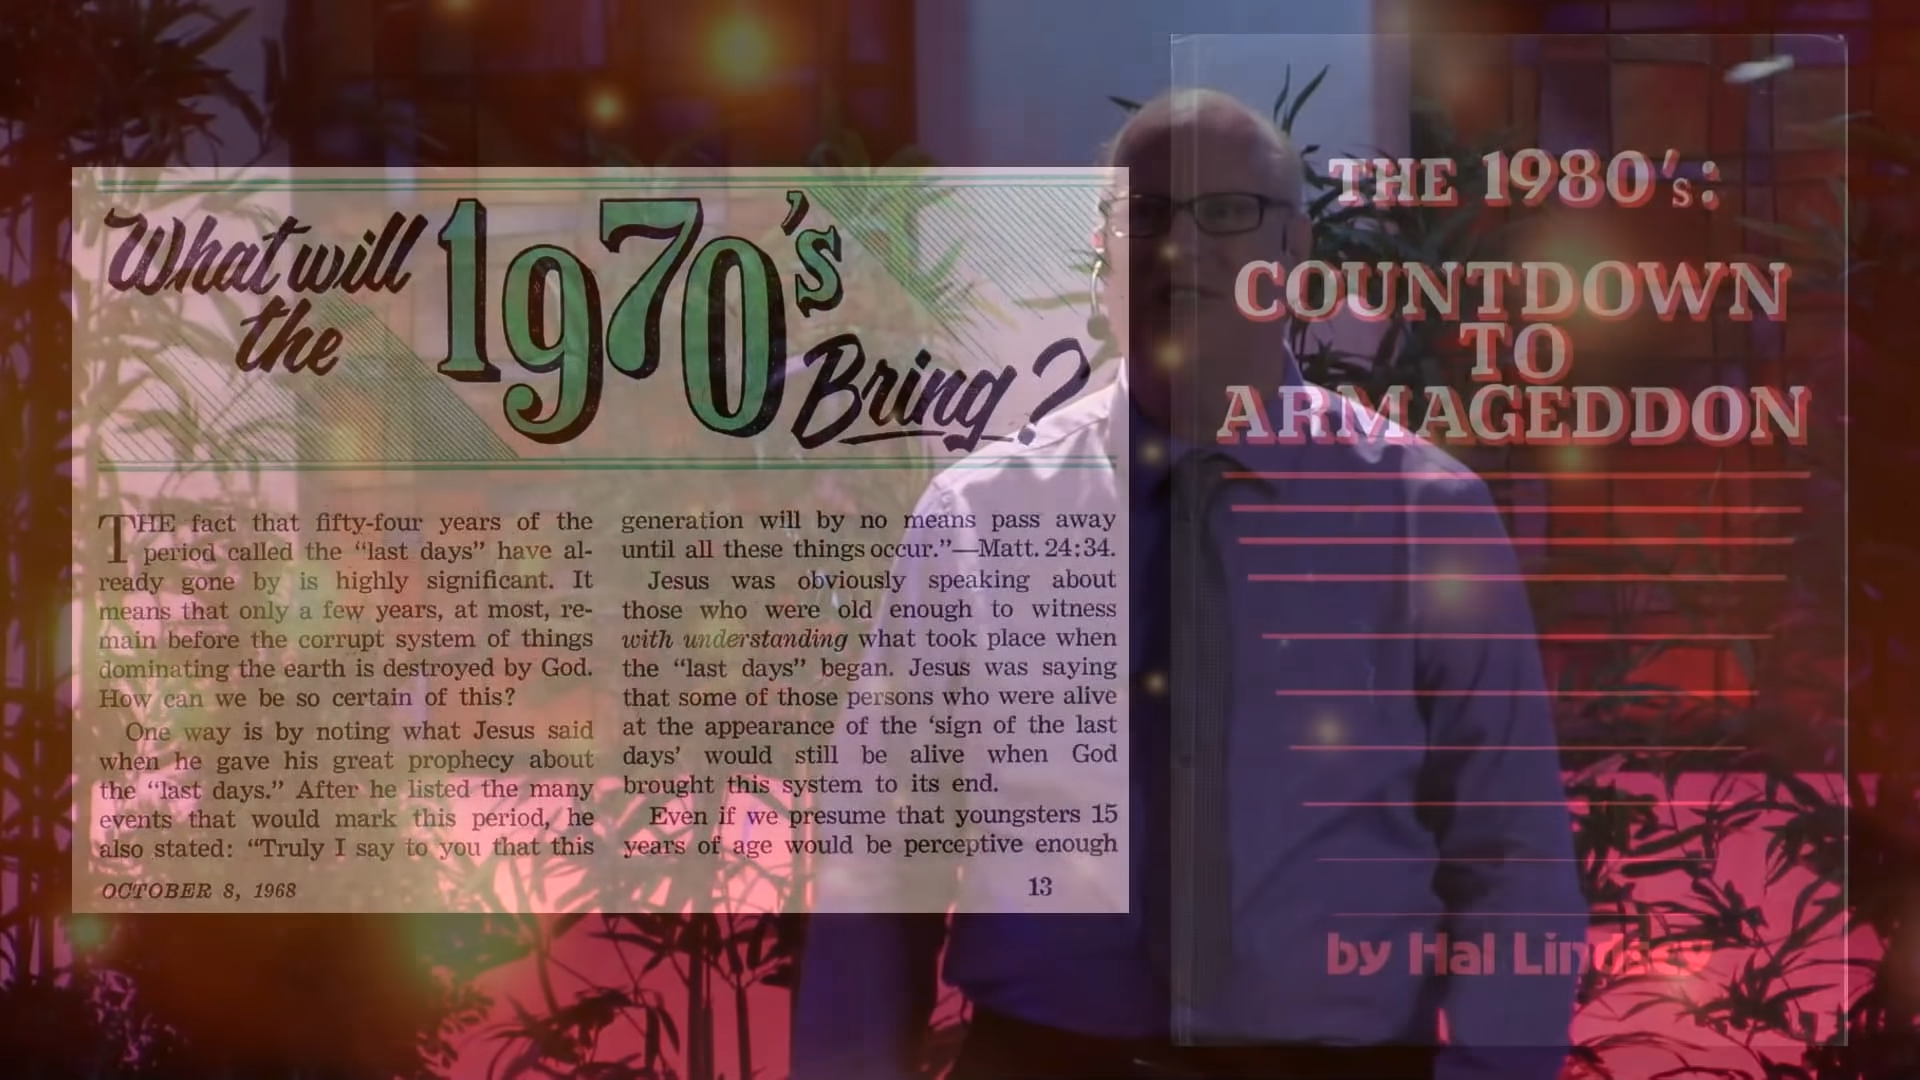 What will
the
1970's
Bring?
THE fact that fifty-four years of the
period called the “last days” have al-
ready gone by is highly significant. It
means that only a few years, at most, re-
main before the corrupt system of things
dominating the earth is destroyed by God.
How can we be so certain of this?
One way is by noting what Jesus said
when he gave his great prophecy about
the “last days.” After he listed the many
events that would mark this period, he
also stated: “Truly I say to you that this
OCTOBER 8, 1968
generation will by no means pass away
until all these things occur.”—Matt. 24:34.
Jesus was obviously speaking about
those who were old enough to witness
with understanding what took place when
the “last days” began. Jesus was saying
that some of those persons who were alive
at the appearance of the ‘sign of the last
days’ would still be alive when God
brought this system to its end.
Even if we presume that youngsters 15
years of age would be perceptive enough
13
THE 1980's:
COUNTDOWN
TO
ARMAGEDDON
by Hal Lindsey